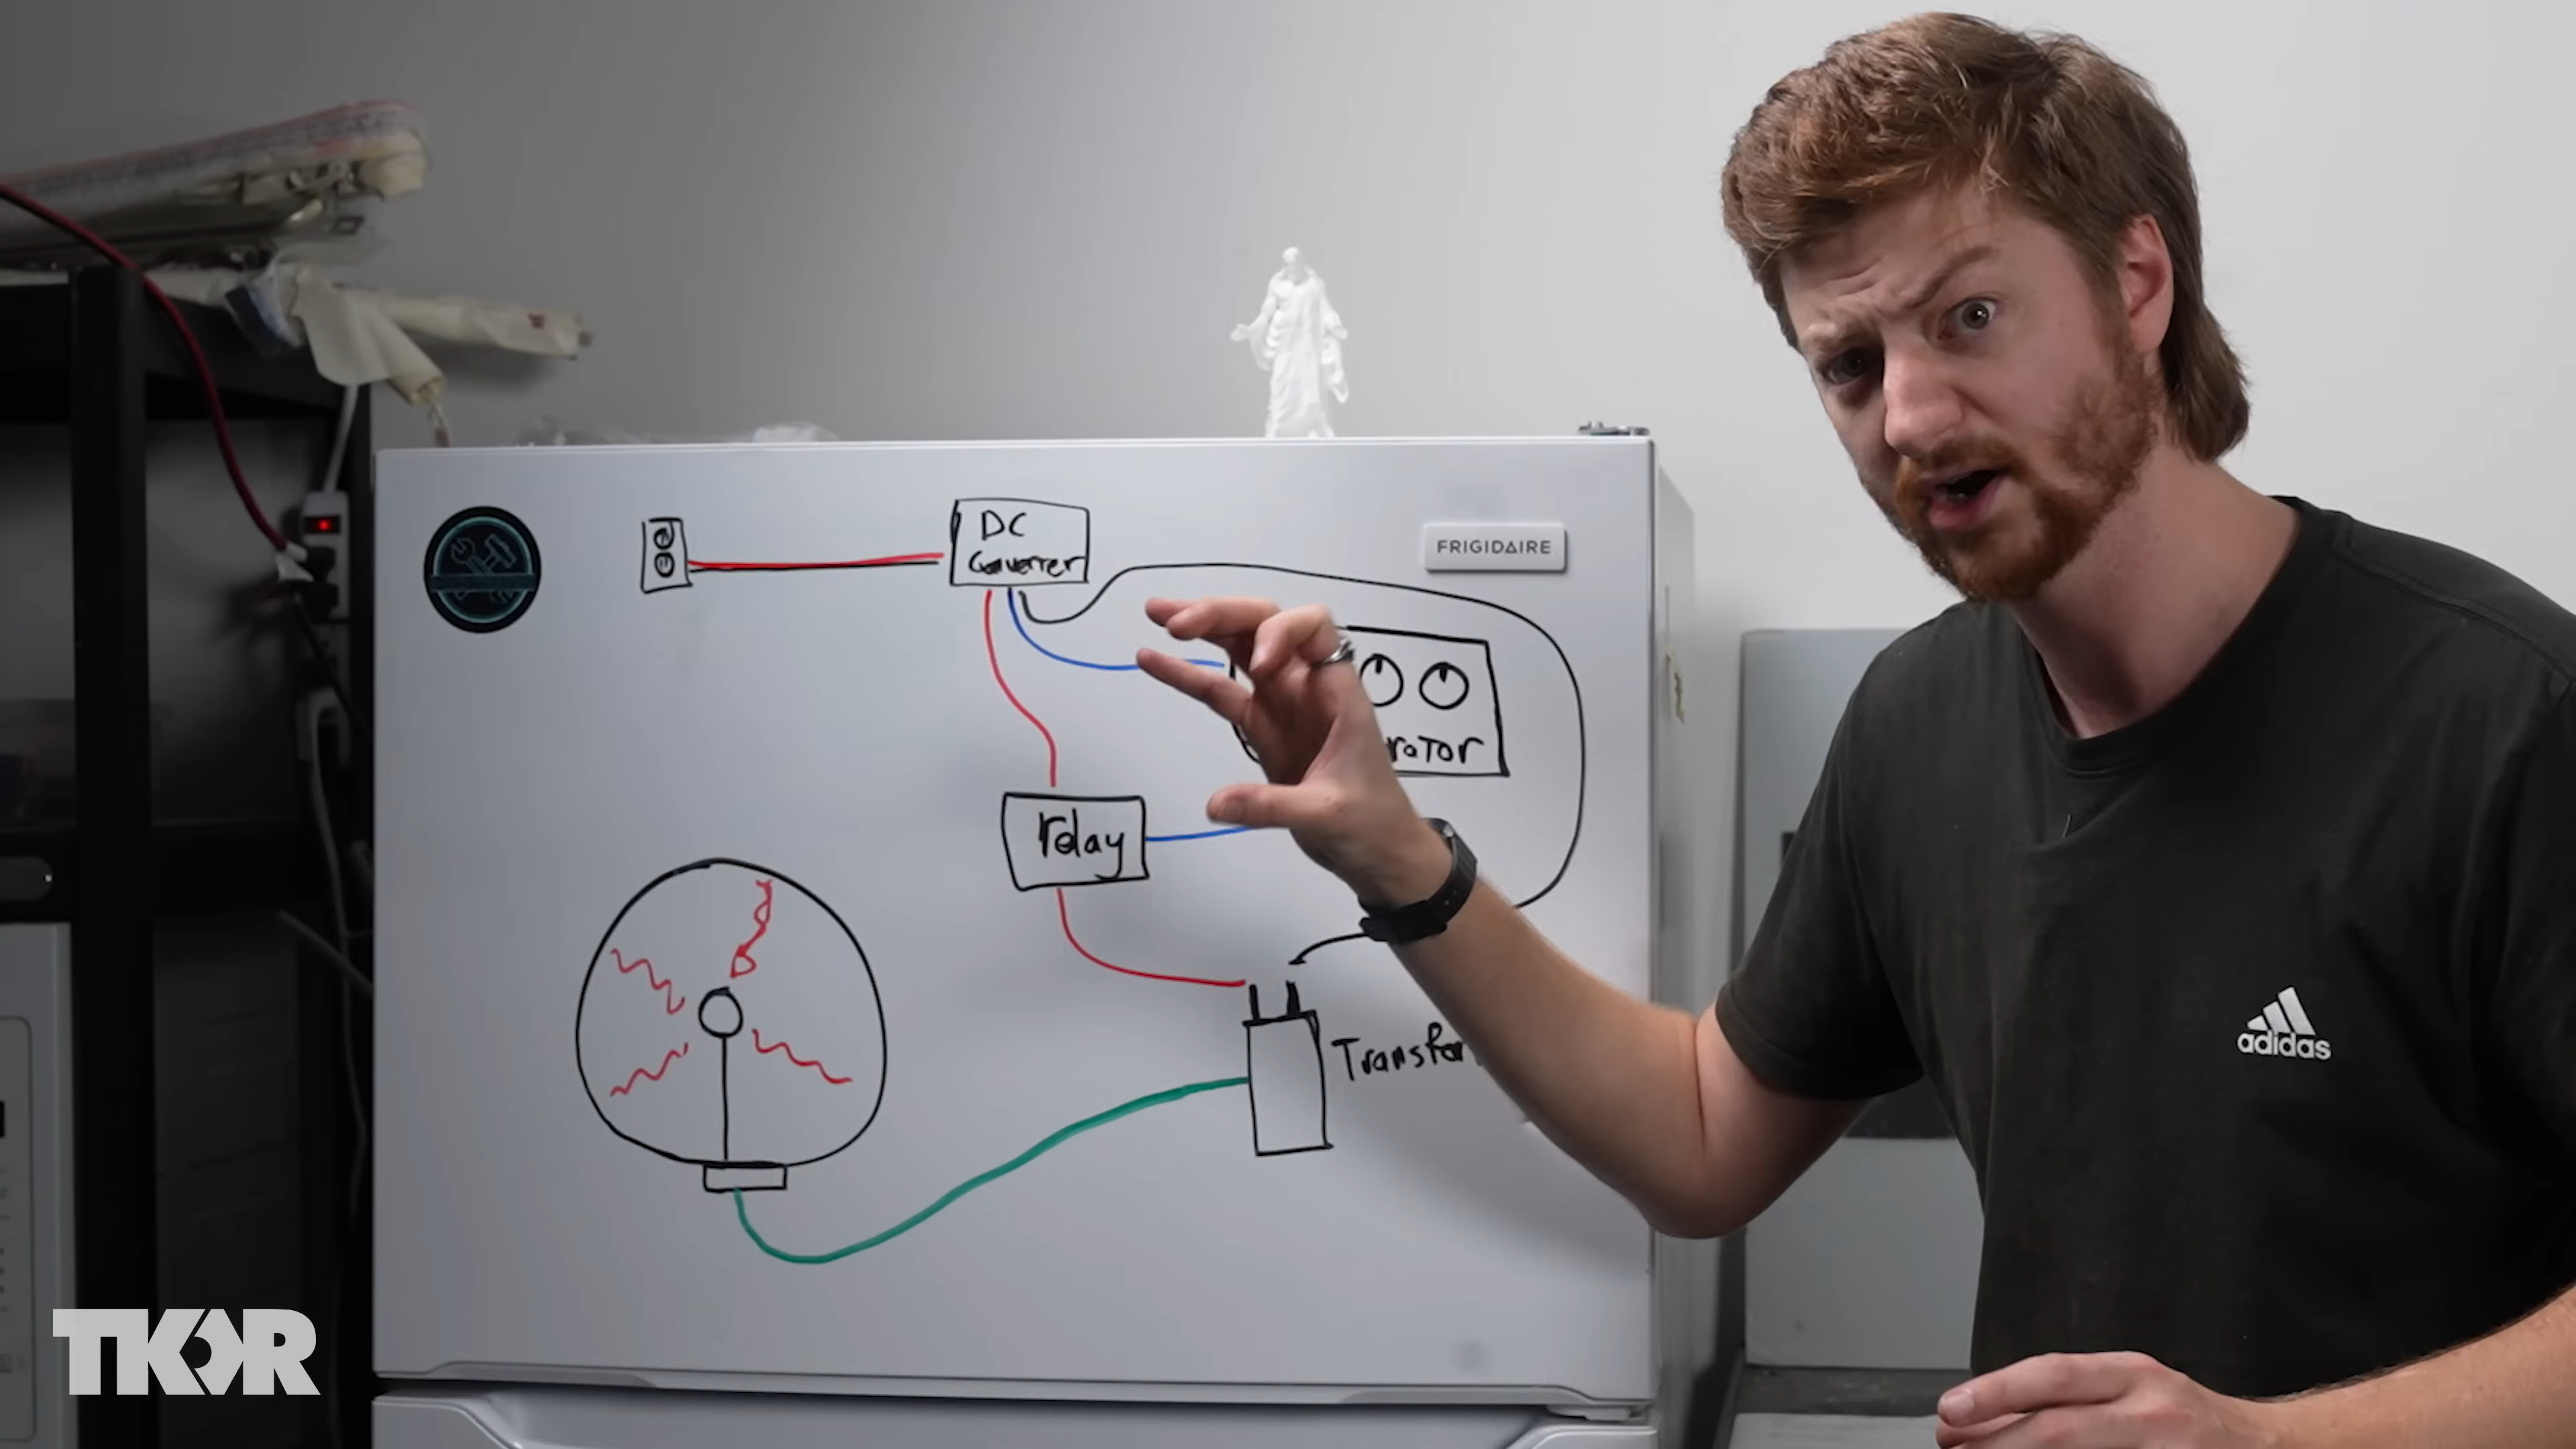 DC
Converter
FRIGIDAIRE
rator
relay
Transfor
adidas
TKOR